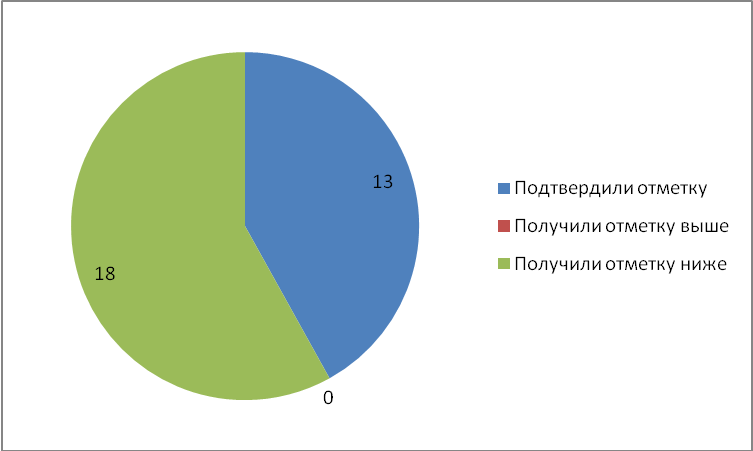 13
Подтвердили отметку
Получили отметку выше
Получили отметку ниже
18
0